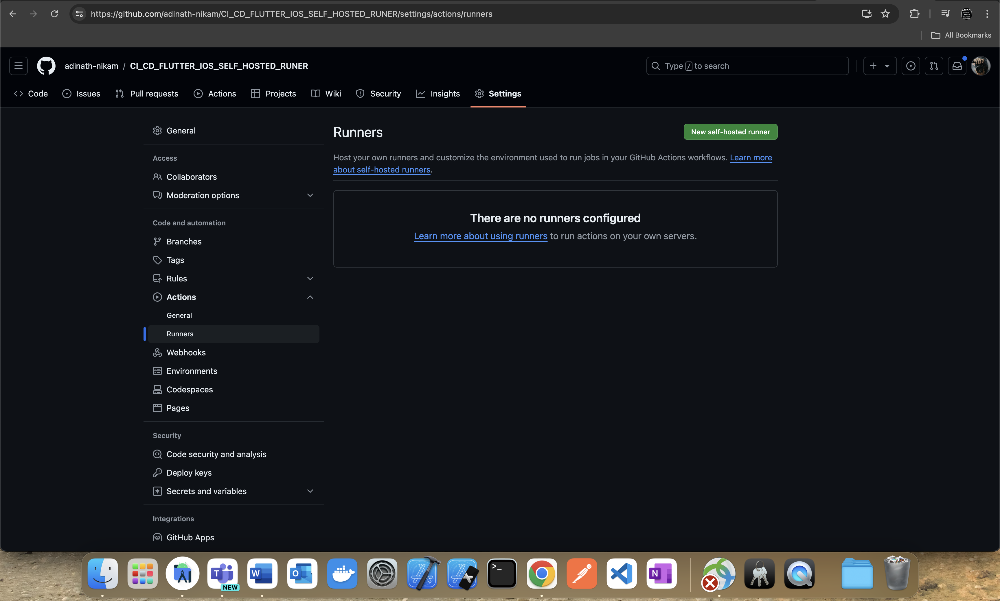 https://github.com/adinath-nikam/CI_CD_FLUTTER_IOS_SELF_HOSTED_RUNER/settings/actions/runners
All Bookmarks
adinath-nikam / CI_CD_FLUTTER_IOS_SELF_HOSTED_RUNER
Type / to search
Code
Issues
Pull requests
Actions
Projects
Wiki
Security
Insights
Settings
General
Access
Collaborators
Moderation options
Code and automation
Branches
Tags
Rules
Actions
General
Runners
Webhooks
Environments
Codespaces
Pages
Security
Code security and analysis
Deploy keys
Secrets and variables
Integrations
GitHub Apps
Runners
New self-hosted runner
Host your own runners and customize the environment used to run jobs in your GitHub Actions workflows. Learn more
about self-hosted runners.
There are no runners configured
Learn more about using runners to run actions on your own servers.
T
NEW
W
O
>_
N